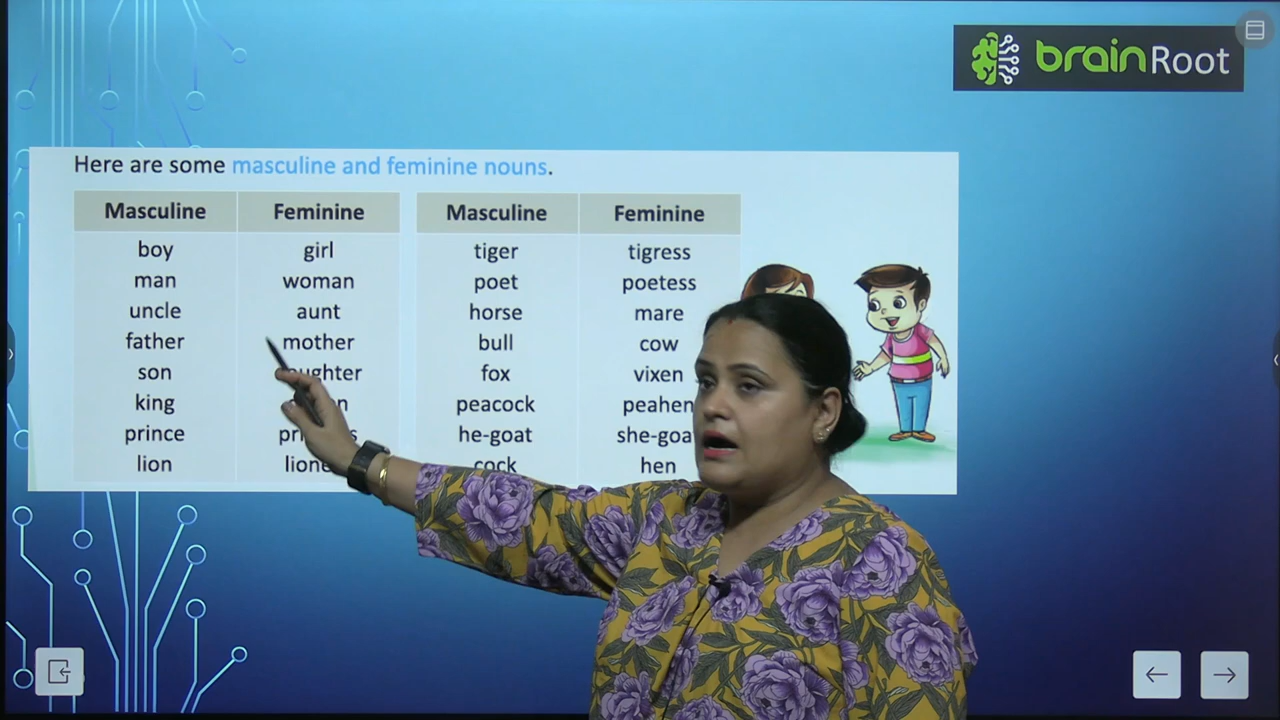 brainRoot
Here are some masculine and feminine nouns.
Masculine Feminine Masculine Feminine
boy girl tiger tigress
man woman poet poetess
uncle aunt horse mare
father mother bull cow
son fox vixen
king peacock peahen
prince he-goat
lion cock hen